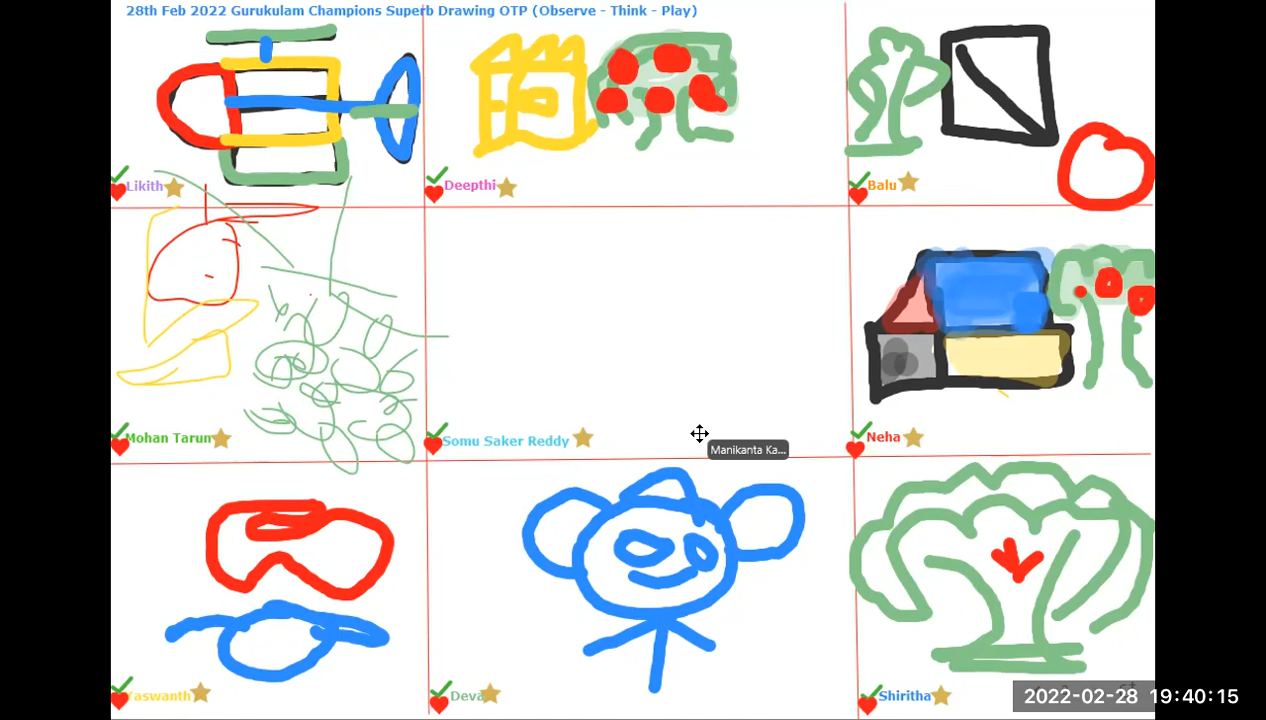 28th Feb 2022 Gurukulam Champions Superb Drawing OTP (Observe - Think - Play)
Likith
Deepthi
Balu
Mohan Tarun
Somu Saker Reddy
Manikanta Ka...
Neha
Yaswanth
Deva
Shiritha
2022-02-28 19:40:15